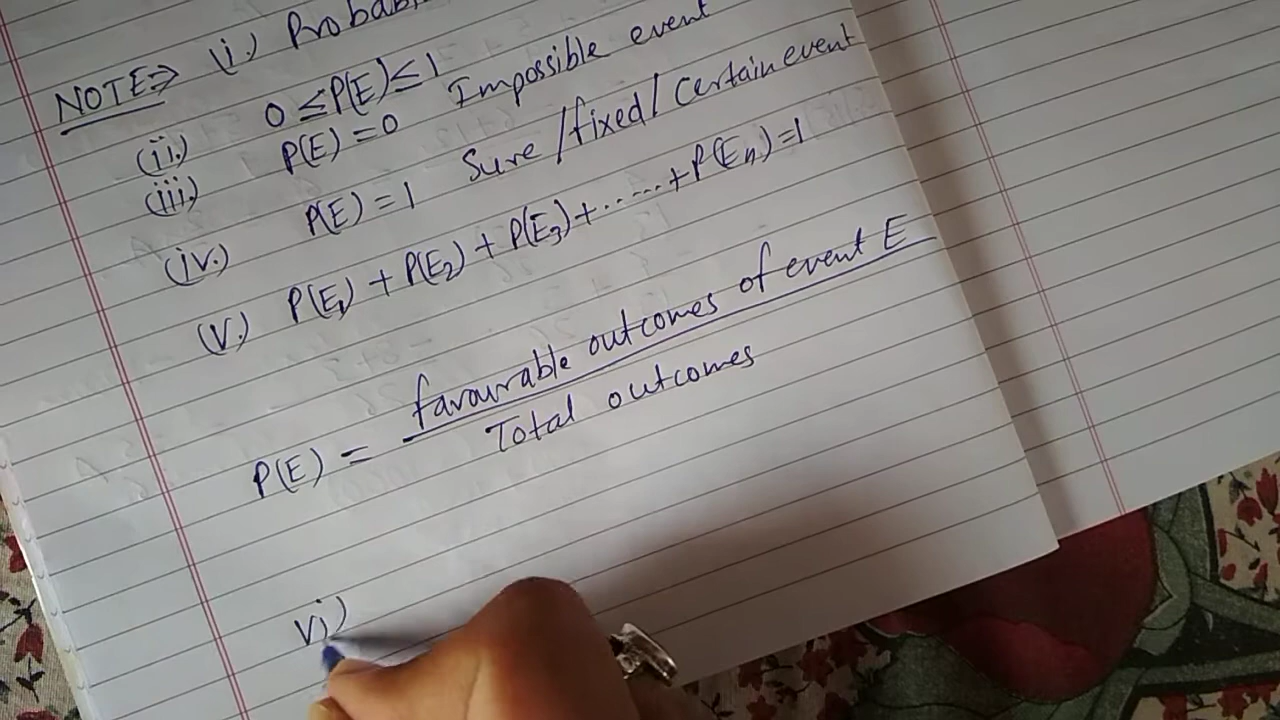 NOTE⇒ (i.)
(ii.) 0 ≤ P(E) ≤ 1
(iii.) P(E) = 0 Impossible event
(iv.) P(E) = 1 Sure / fixed / Certain event
(v.) P(E₁) + P(E₂) + P(E₃) + ...... + P(Eₙ) = 1
P(E) = favourable outcomes of event E
Total outcomes
vi)